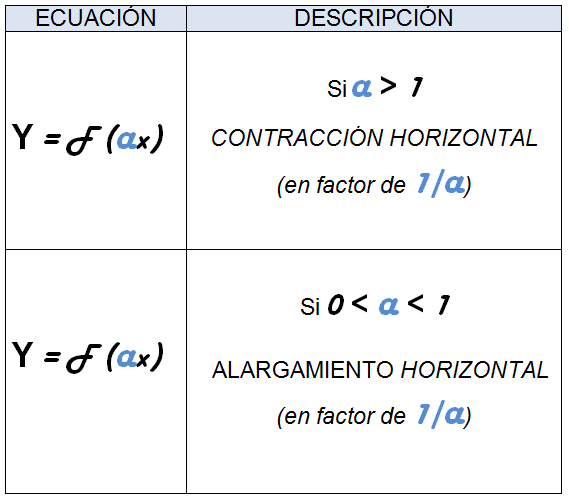 ECUACIÓN DESCRIPCIÓN
Si a > 1
Y = F (ax) CONTRACCIÓN HORIZONTAL
(en factor de 1/a)
Si 0 < a < 1
Y = F (ax) ALARGAMIENTO HORIZONTAL
(en factor de 1/a)